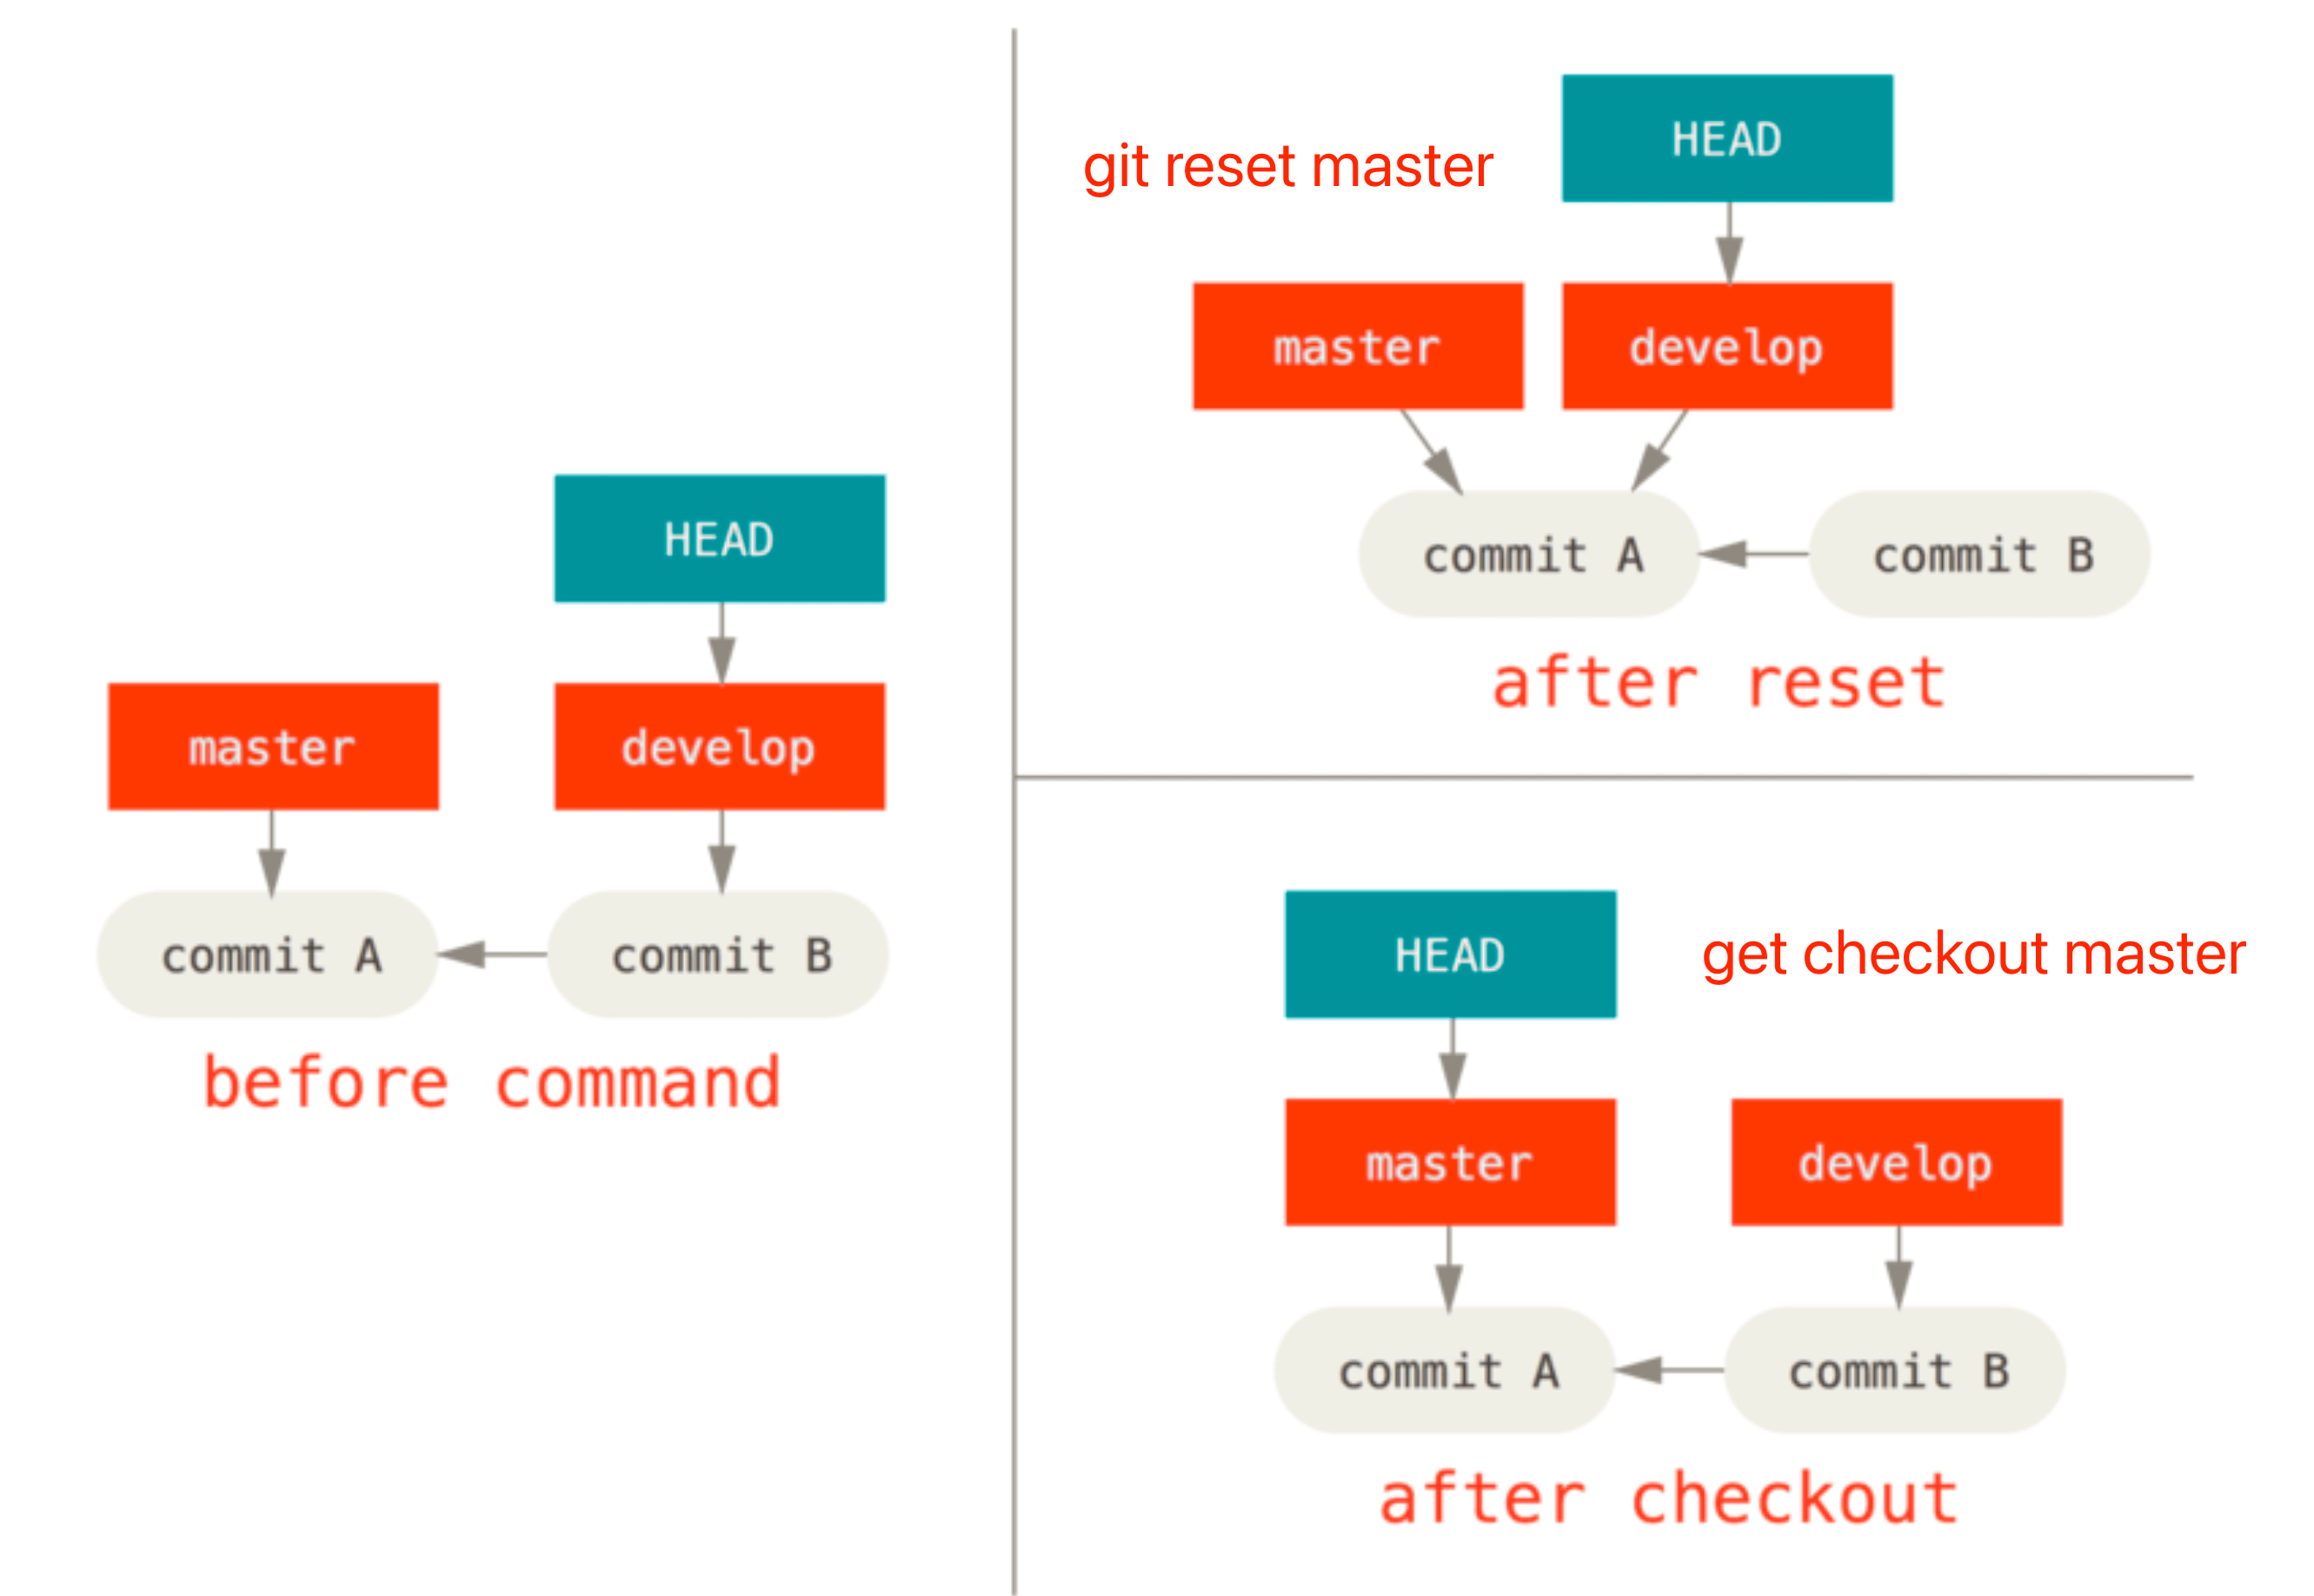 HEAD
master
develop
commit A
commit B
before command
git reset master
HEAD
master
develop
commit A
commit B
after reset
HEAD
get checkout master
master
develop
commit A
commit B
after checkout